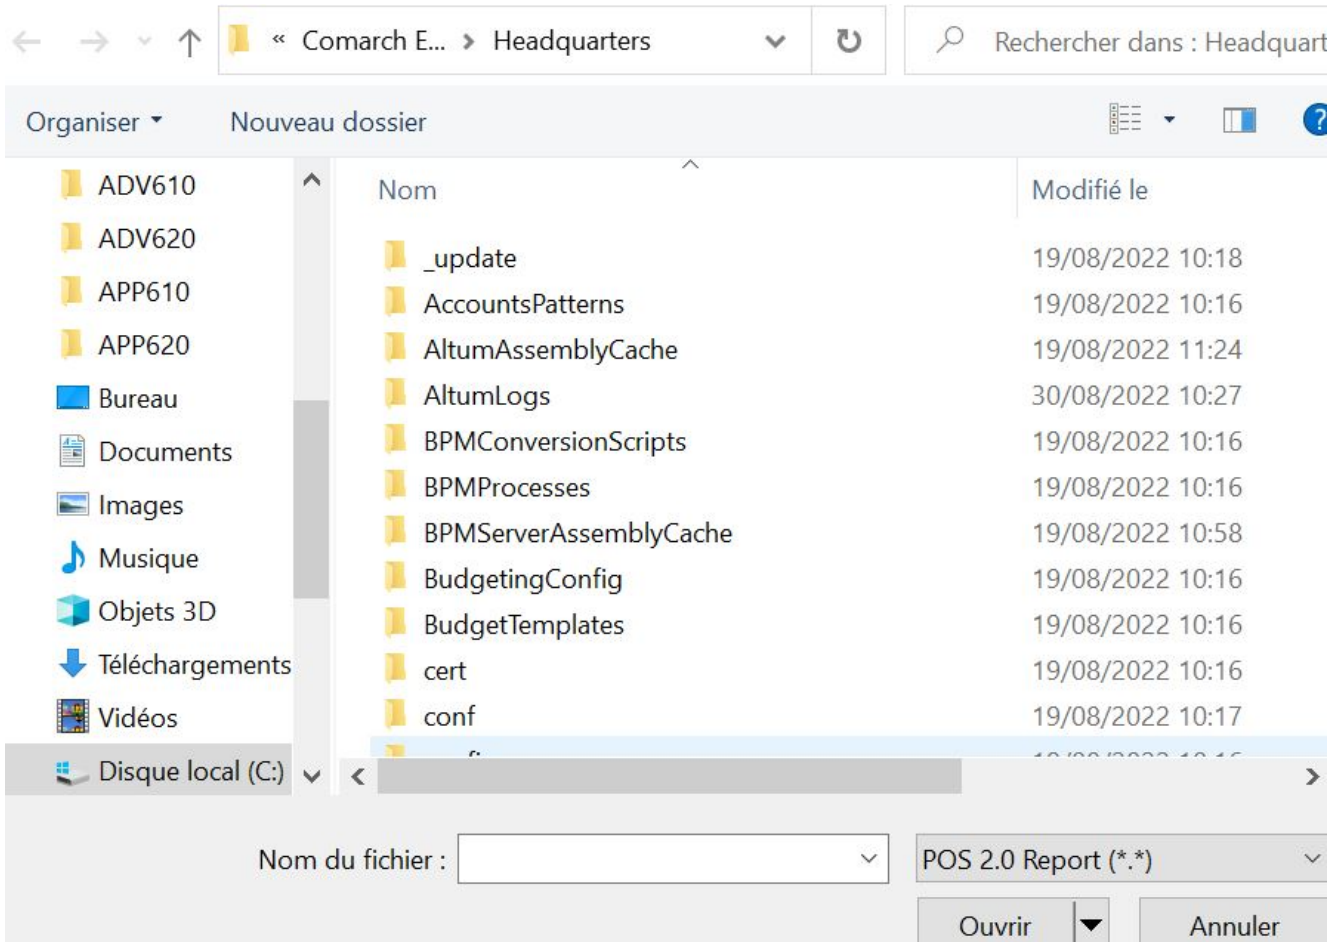 « Comarch E... > Headquarters
Rechercher dans : Headquart
Organiser
Nouveau dossier
?
ADV610
ADV620
APP610
APP620
Bureau
Documents
Images
Musique
Objets 3D
Téléchargements
Vidéos
Disque local (C:)
Nom Modifié le
_update 19/08/2022 10:18
AccountsPatterns 19/08/2022 10:16
AltumAssemblyCache 19/08/2022 11:24
AltumLogs 30/08/2022 10:27
BPMConversionScripts 19/08/2022 10:16
BPMProcesses 19/08/2022 10:16
BPMServerAssemblyCache 19/08/2022 10:58
BudgetingConfig 19/08/2022 10:16
BudgetTemplates 19/08/2022 10:16
cert 19/08/2022 10:16
conf 19/08/2022 10:17
Nom du fichier :
POS 2.0 Report (*.*)
Ouvrir
Annuler